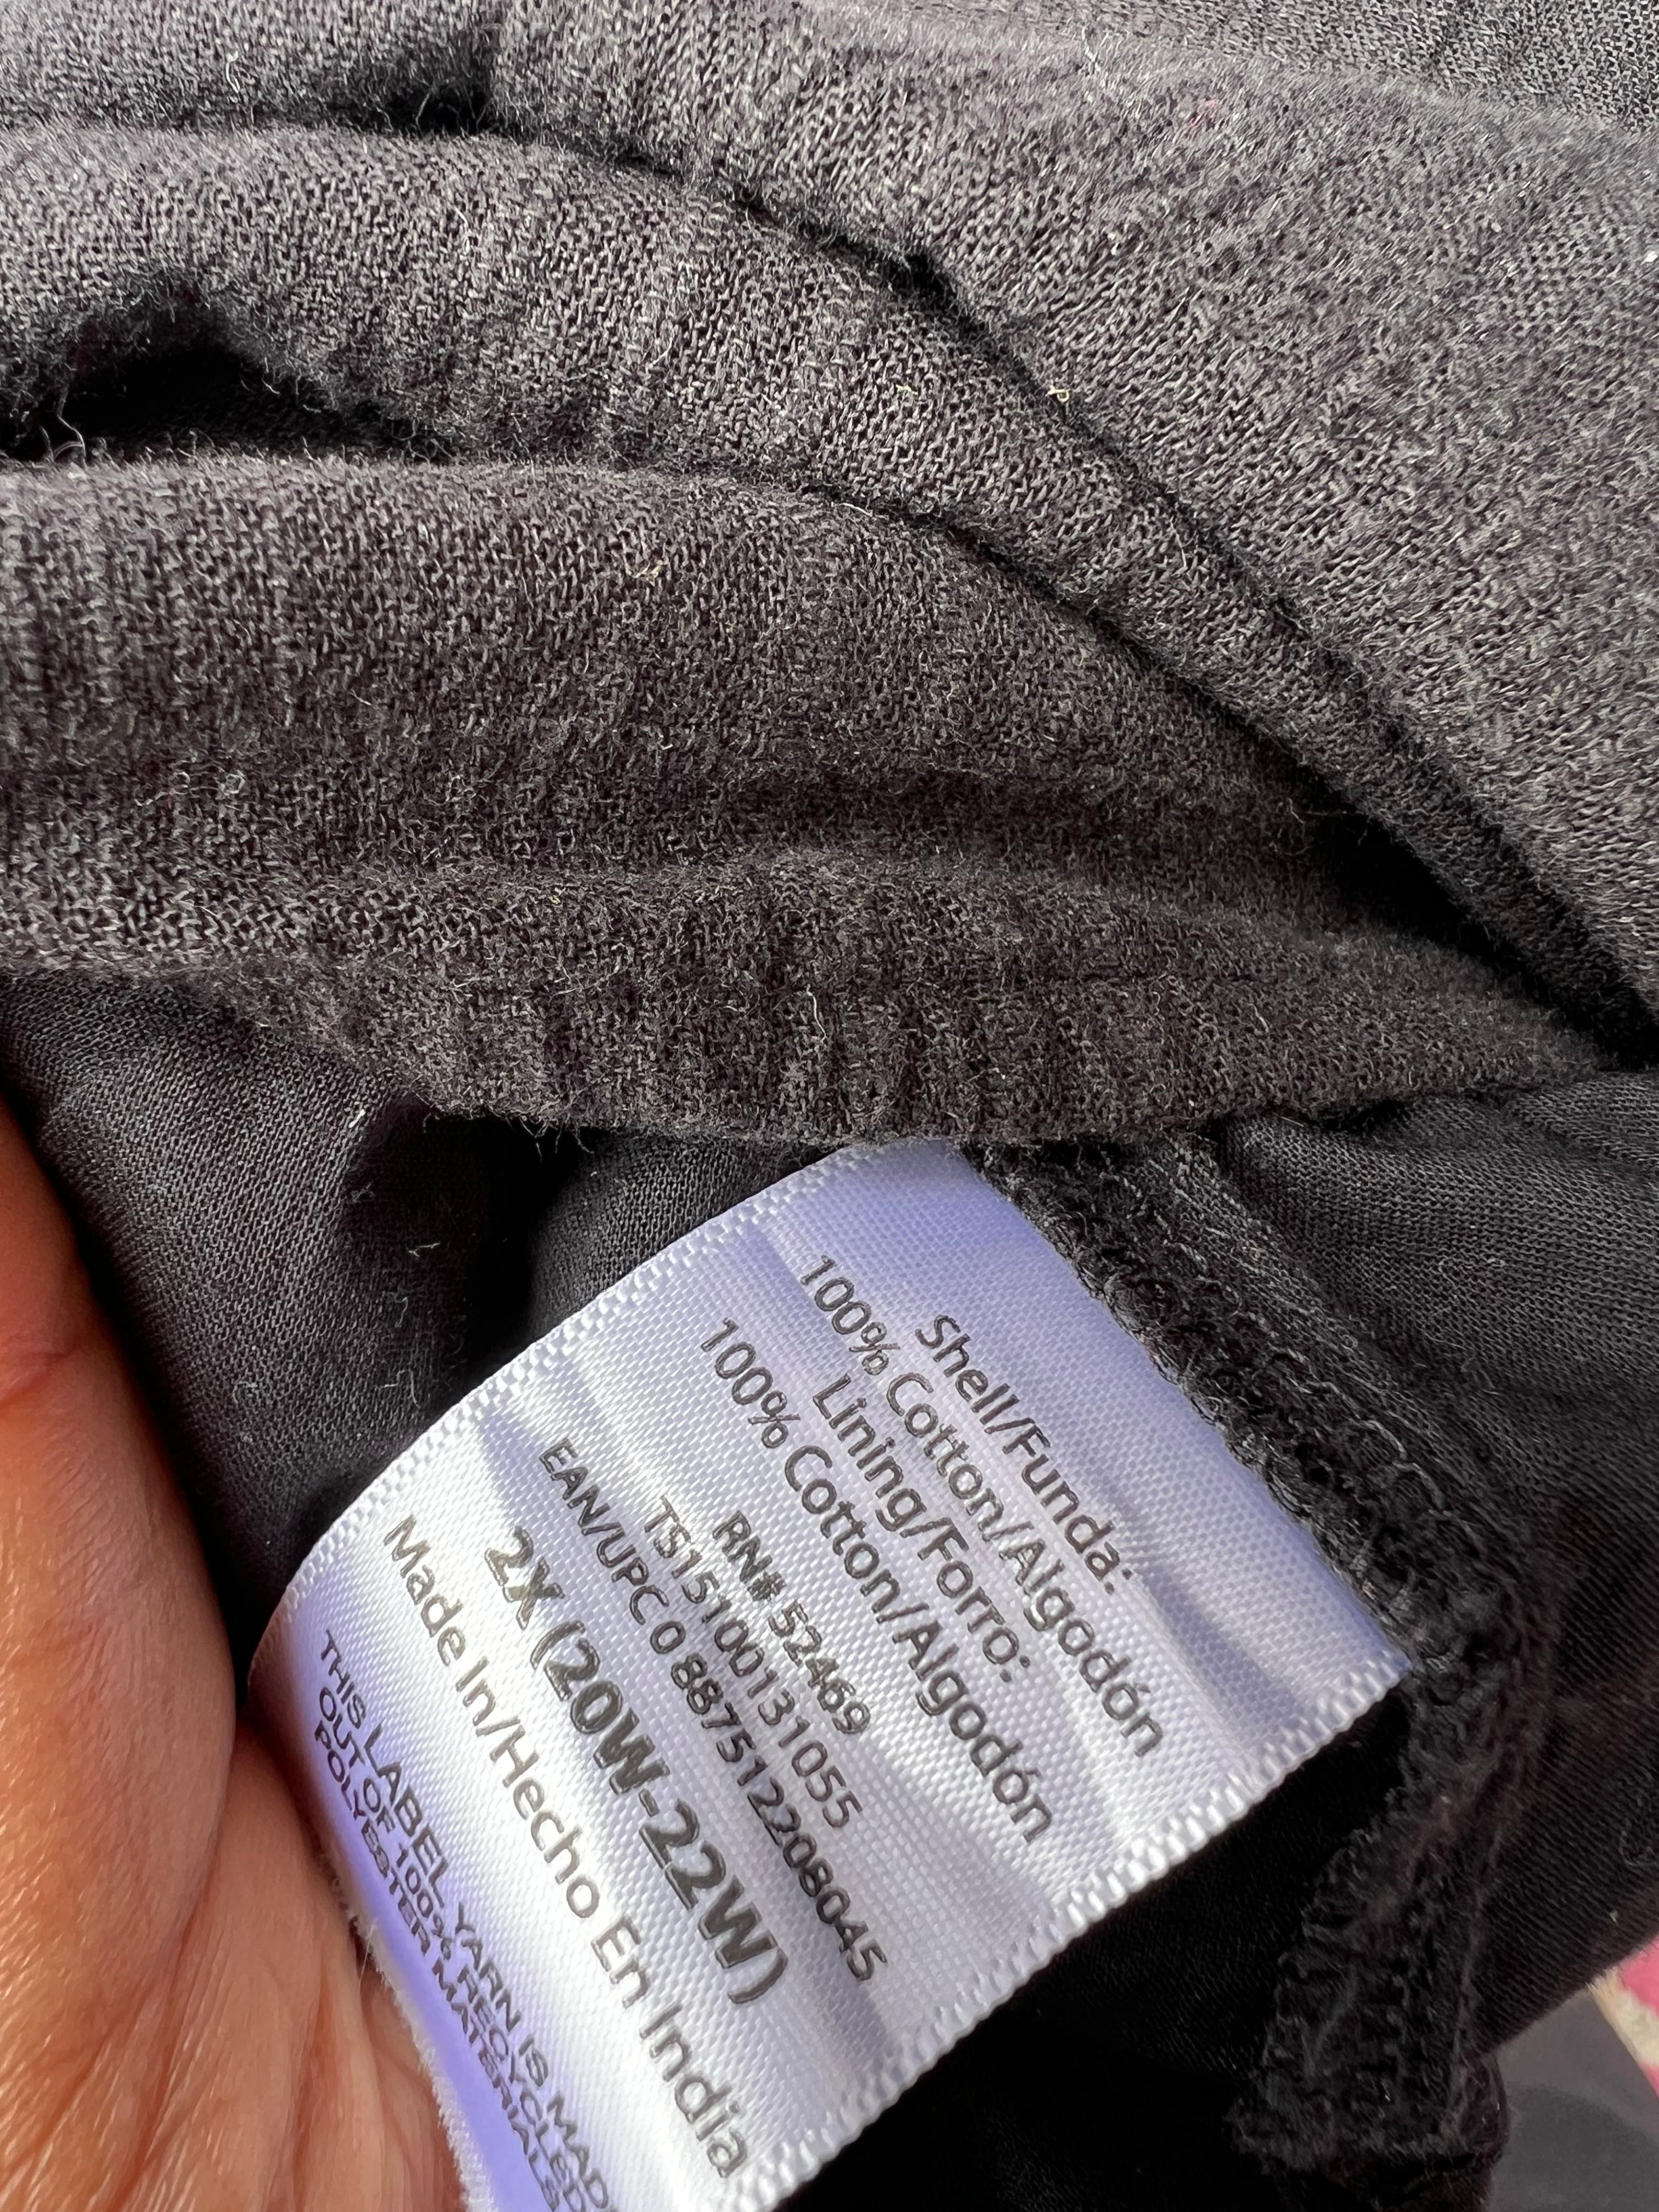 Shell/Funda:
100% Cotton/Algodón
Lining/Forro:
100% Cotton/Algodón
RN# 52469
TS151001131055
EAN/UPC 0 887512208045
2X (20W-22W)
Made In/Hecho En India
THIS LABEL YARN IS MADE
OUT OF 100% RECYCLED
POLYESTER MATERIALS